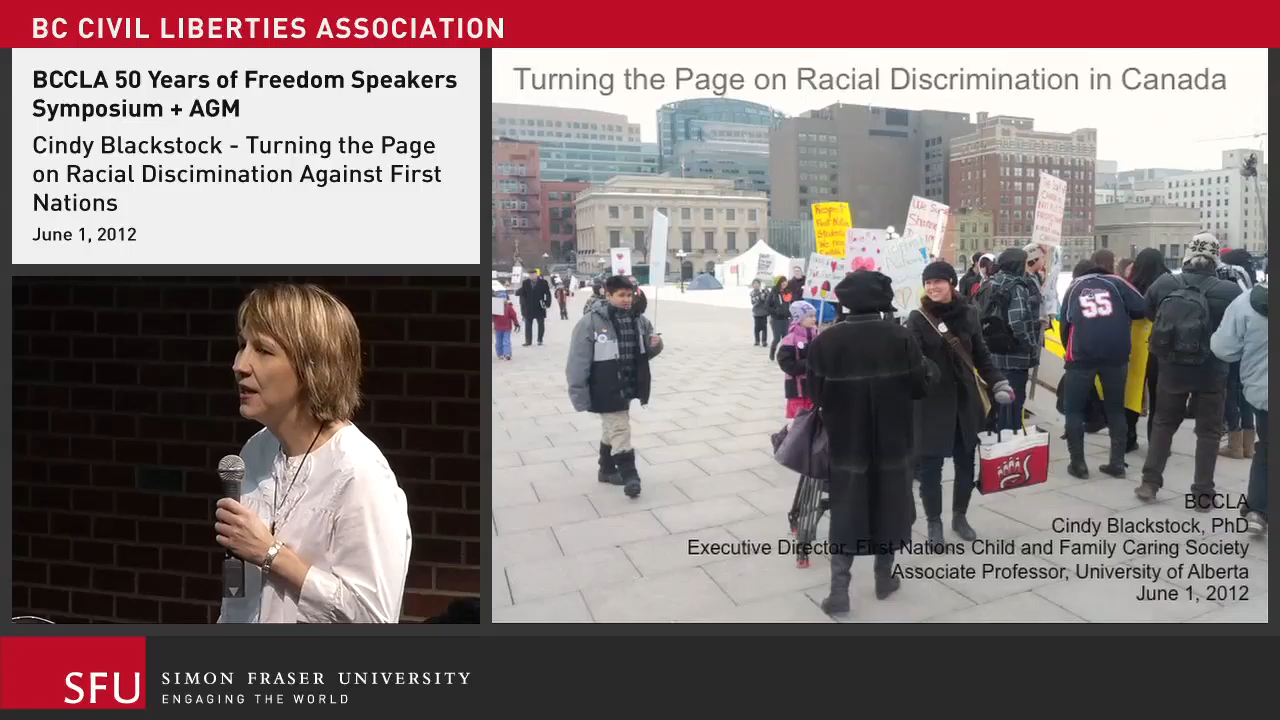 BC CIVIL LIBERTIES ASSOCIATION
BCCLA 50 Years of Freedom Speakers
Symposium + AGM
Cindy Blackstock - Turning the Page
on Racial Discimination Against First
Nations
June 1, 2012
Turning the Page on Racial Discrimination in Canada
55
BCCLA
Cindy Blackstock, PhD
Executive Director, First Nations Child and Family Caring Society
Associate Professor, University of Alberta
June 1, 2012
SFU
SIMON FRASER UNIVERSITY
ENGAGING THE WORLD